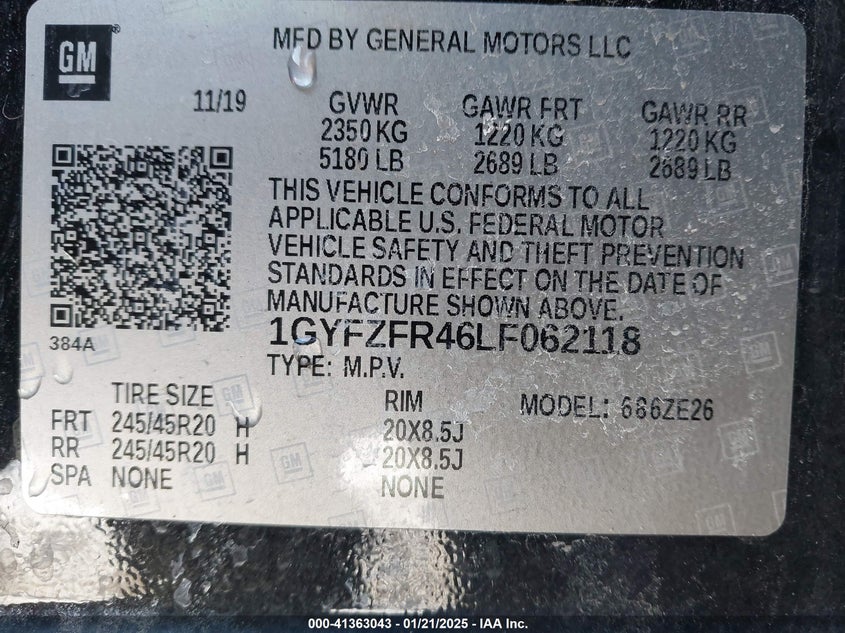 GM
MFD BY GENERAL MOTORS LLC
11/19 GVWR GAWR FRT GAWR RR
2350 KG 1220 KG 1220 KG
5180 LB 2689 LB 2689 LB
THIS VEHICLE CONFORMS TO ALL
APPLICABLE U.S. FEDERAL MOTOR
VEHICLE SAFETY AND THEFT PREVENTION
STANDARDS IN EFFECT ON THE DATE OF
MANUFACTURE SHOWN ABOVE.
384A
1GYFZFR46LF062118
TYPE: M.P.V.
TIRE SIZE RIM MODEL: 686ZE26
FRT 245/45R20 H 20X8.5J
RR 245/45R20 H 20X8.5J
SPA NONE NONE
000-41363043 - 01/21/2025 - IAA Inc.